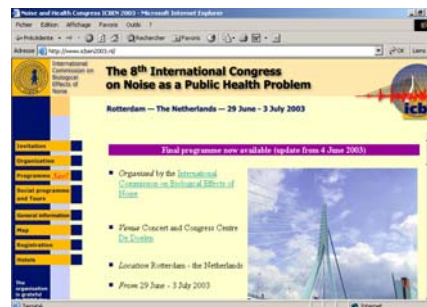 Noise and Health Congress ICBEN 2003 - Microsoft Internet Explorer
Fichier Edition Affichage Favoris Outils ?
Précédente Rechercher Favoris
Adresse http://www.icben2003.nl/ OK Liens
International
Commission on
Biological
Effects of
Noise
The 8th International Congress
on Noise as a Public Health Problem
icb
Rotterdam — The Netherlands — 29 June - 3 July 2003
Invitation
Organisation
Programme
Social programme
and Tours
General information
Map
Registration
Hotels
The
organisation
is grateful
Final programme now available (update from 4 June 2003)
Organised by the International
Commission on Biological Effects of
Noise
Venue Concert and Congress Centre
De Doelen
Location Rotterdam - the Netherlands
From 29 June - 3 July 2003
Terminé Internet